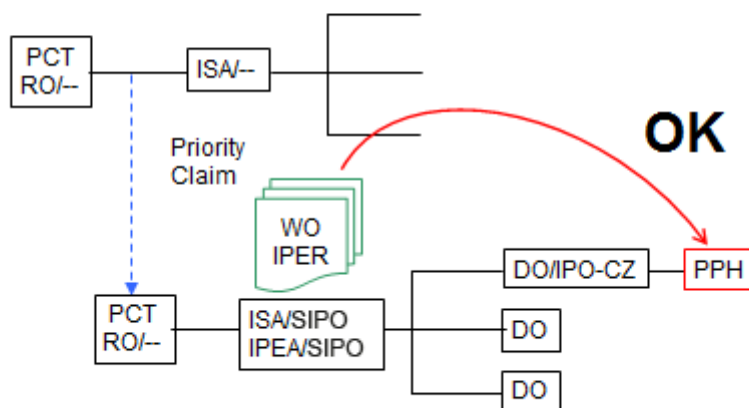 PCT
RO/--
ISA/--
OK
Priority
Claim
WO
IPER
DO/IPO-CZ
PPH
PCT
RO/--
ISA/SIPO
IPEA/SIPO
DO
DO